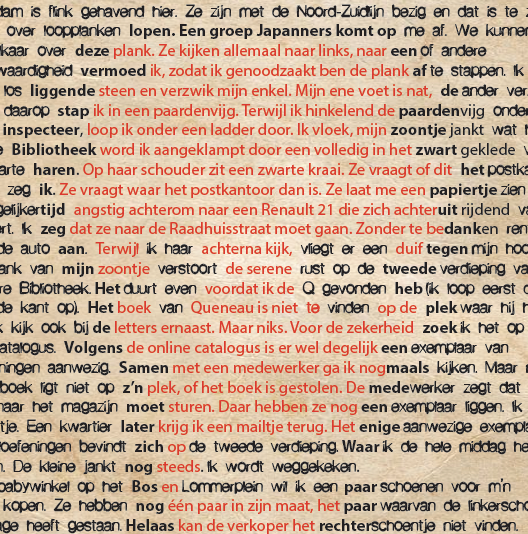 dam is flink gehavend hier. Ze zijn met de Noord-Zuidlijn bezig en dat is te z
over loopplanken lopen. Een groep Japanners komt op me af. We kunnen
lkaar over deze plank. Ze kijken allemaal naar links, naar een of andere
waardigheid vermoed ik, zodat ik genoodzaakt ben de plank af te stappen. Ik
los liggende steen en verzwik mijn enkel. Mijn ene voet is nat, de ander ver
daarop stap ik in een paardenvijg. Terwijl ik hinkelend de paardenvijg onder
inspecteer, loop ik onder een ladder door. Ik vloek, mijn zoontje jankt wat h
Bibliotheek word ik aangeklampt door een volledig in het zwart geklede v
arte haren. Op haar schouder zit een zwarte kraai. Ze vraagt of dit het postka
zeg ik. Ze vraagt waar het postkantoor dan is. Ze laat me een papiertje zien
gelijkertijd angstig achterom naar een Renault 21 die zich achteruit rijdend va
rt. Ik zeg dat ze naar de Raadhuisstraat moet gaan. Zonder te bedanken ren
de auto aan. Terwijl ik haar achterna kijk, vliegt er een duif tegen mijn hoo
ank van mijn zoontje verstoort de serene rust op de tweede verdieping va
re Bibliotheek. Het duurt even voordat ik de Q gevonden heb (ik loop eerst d
de kant op). Het boek van Queneau is niet te vinden op de plek waar hij h
k kijk ook bij de letters ernaast. Maar niks. Voor de zekerheid zoek ik het op
catalogus. Volgens de online catalogus is er wel degelijk een exemplaar van
ningen aanwezig. Samen met een medewerker ga ik nogmaals kijken. Maar n
boek ligt niet op z'n plek, of het boek is gestolen. De medewerker zegt dat
naar het magazijn moet sturen. Daar hebben ze nog een exemplaar liggen. Ik
tje. Een kwartier later krijg ik een mailtje terug. Het enige aanwezige exempla
oefeningen bevindt zich op de tweede verdieping. Waar ik de hele middag he
n. De kleine jankt nog steeds. Ik wordt weggekeken.
babywinkel op het Bos en Lommerplein wil ik een paar schoenen voor m'n
kopen. Ze hebben nog één paar in zijn maat, het paar waarvan de linkerscho
age heeft gestaan. Helaas kan de verkoper het rechterschoentje niet vinden.